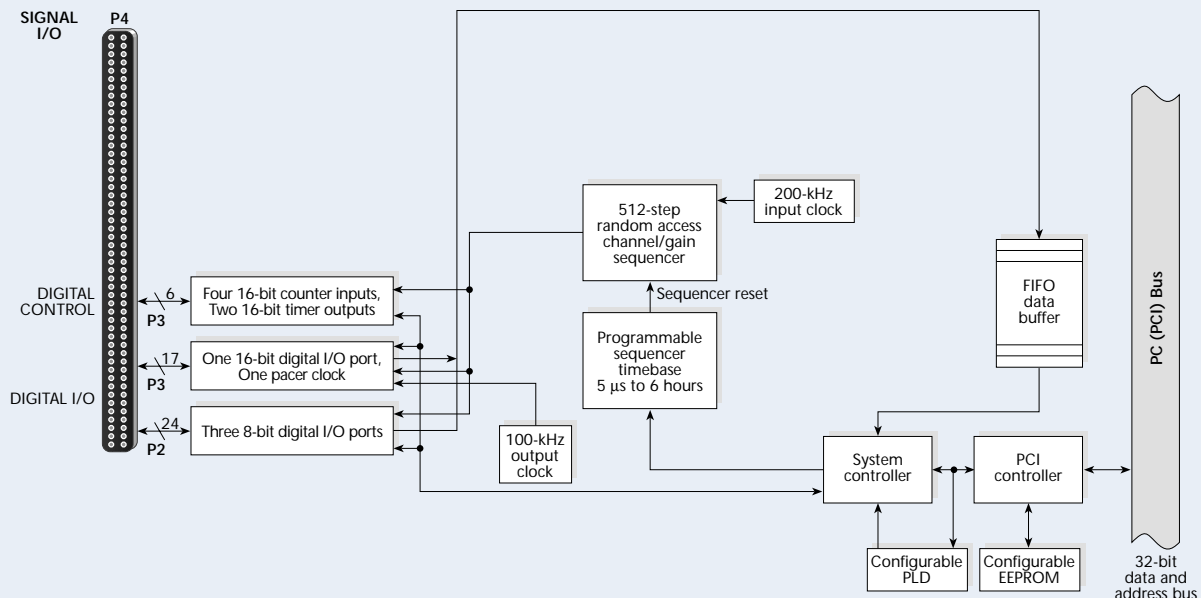 SIGNAL
I/O
P4
200-kHz
input clock
512-step
random access
channel/gain
sequencer
FIFO
data
buffer
PC (PCI) Bus
DIGITAL
CONTROL
6
P3
Four 16-bit counter inputs,
Two 16-bit timer outputs
Sequencer reset
Programmable
sequencer
timebase
5 µs to 6 hours
17
P3
One 16-bit digital I/O port,
One pacer clock
DIGITAL I/O
24
P2
Three 8-bit digital I/O ports
100-kHz
output
clock
System
controller
PCI
controller
Configurable
PLD
Configurable
EEPROM
32-bit
data and
address bus